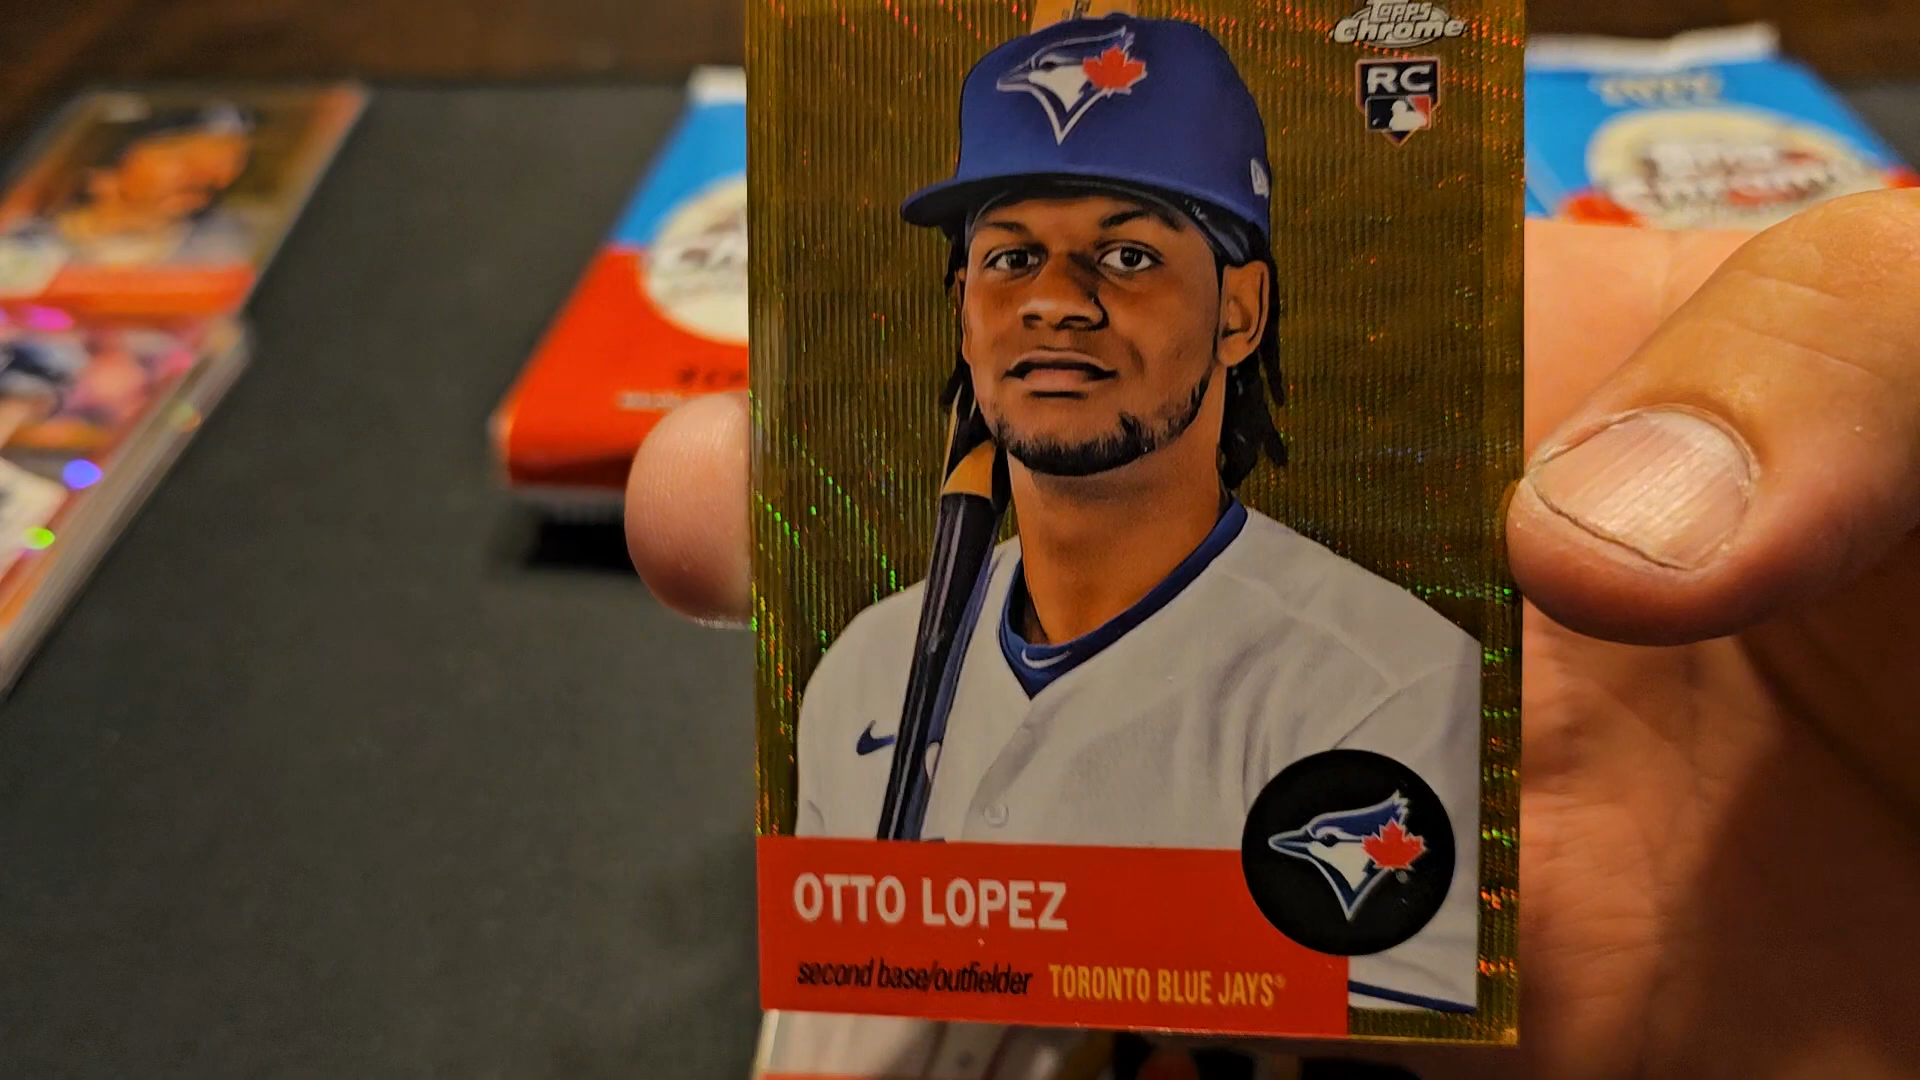 Topps
Chrome
RC
OTTO LOPEZ
second base/outfielder TORONTO BLUE JAYS®